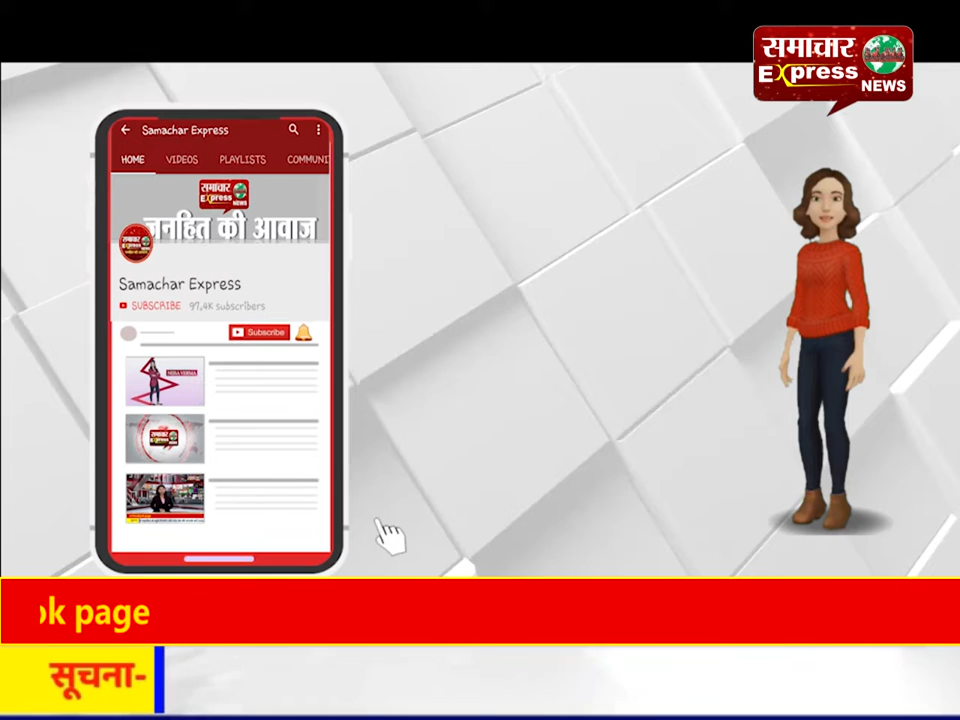 समाचार
Express
NEWS
Samachar Express
HOME VIDEOS PLAYLISTS COMMUNI
समाचार
Express
NEWS
जनहित की आवाज
Samachar Express
SUBSCRIBE 97.4K subscribers
Subscribe
ok page
सूचना-